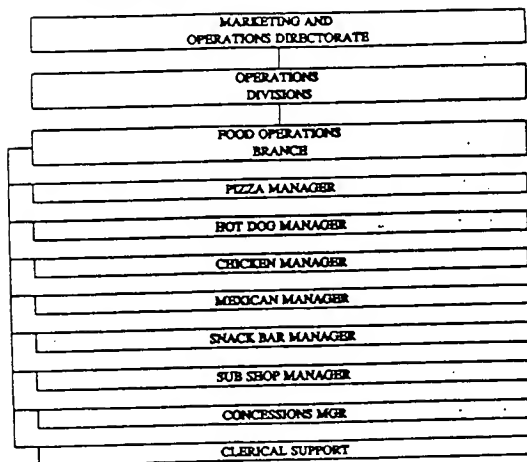 MARKETING AND
OPERATIONS DIRECTORATE
OPERATIONS
DIVISIONS
FOOD OPERATIONS
BRANCH
PIZZA MANAGER
HOT DOG MANAGER
CHICKEN MANAGER
MEXICAN MANAGER
SNACK BAR MANAGER
SUB SHOP MANAGER
CONCESSIONS MGR
CLERICAL SUPPORT